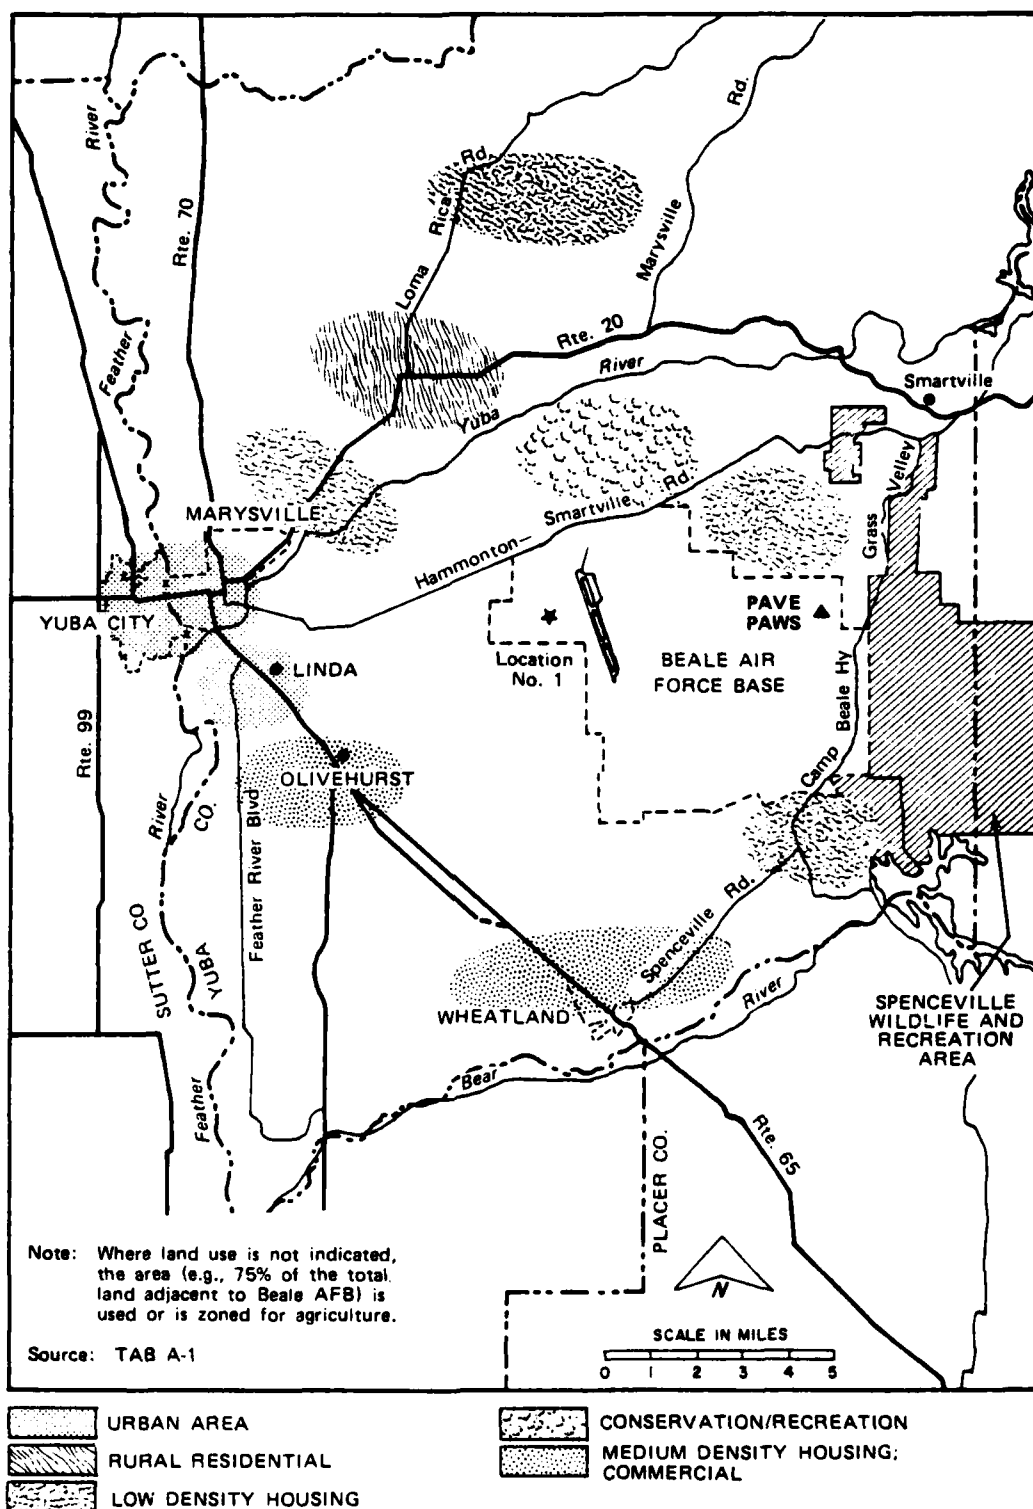 River
Rte. 70
Feather
Rd.
Rica
Loma
Rd.
Marysville
Rte. 20
River
Yuba
Smartville
MARYSVILLE
Rd.
Smartville
Hammonton—
Grass Velley
YUBA CITY
PAVE
PAWS
LINDA
Location
No. 1
BEALE AIR
FORCE BASE
Camp Beale Hy
Rte. 99
OLIVEHURST
River
CO.
Feather River Blvd
SUTTER CO
YUBA
Spenceville Rd.
WHEATLAND
River
Bear
SPENCEVILLE
WILDLIFE AND
RECREATION
AREA
Feather
Rte. 65
PLACER CO.
N
Note: Where land use is not indicated,
the area (e.g., 75% of the total
land adjacent to Beale AFB) is
used or is zoned for agriculture.
Source: TAB A-1
SCALE IN MILES
0 1 2 3 4 5
URBAN AREA
RURAL RESIDENTIAL
LOW DENSITY HOUSING
CONSERVATION/RECREATION
MEDIUM DENSITY HOUSING;
COMMERCIAL